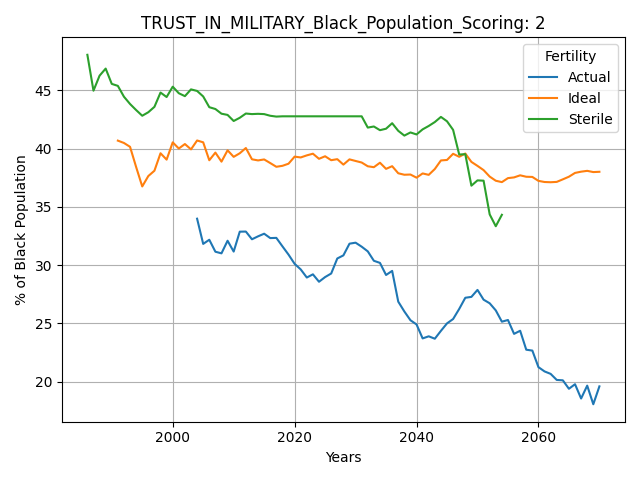 TRUST_IN_MILITARY_Black_Population_Scoring: 2
Fertility
Actual
Ideal
Sterile
% of Black Population
45
40
35
30
25
20
2000 2020 2040 2060
Years